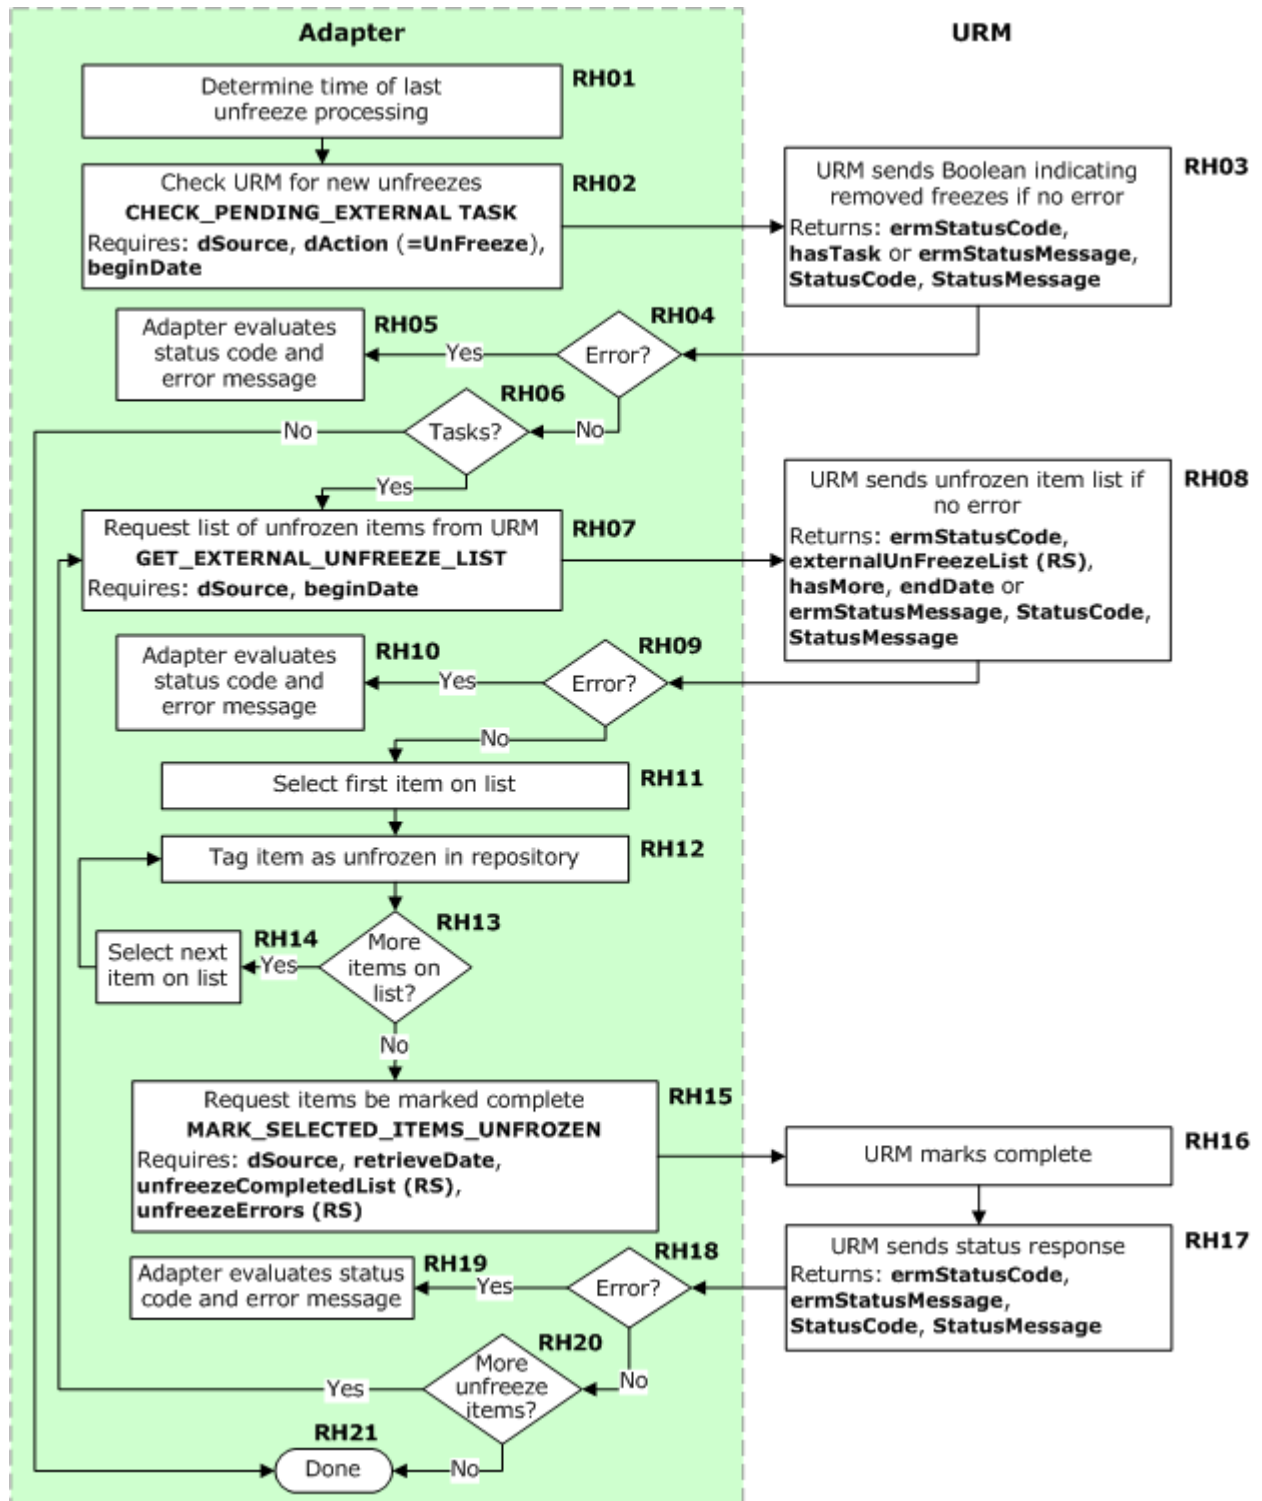 Adapter
URM
Determine time of last
unfreeze processing
RH01
Check URM for new unfreezes
CHECK_PENDING_EXTERNAL TASK
Requires: dSource, dAction (=UnFreeze),
beginDate
RH02
URM sends Boolean indicating
removed freezes if no error
Returns: ermStatusCode,
hasTask or ermStatusMessage,
StatusCode, StatusMessage
RH03
Error?
RH04
Yes
Adapter evaluates
status code and
error message
RH05
No
Tasks?
RH06
No
Yes
Request list of unfrozen items from URM
GET_EXTERNAL_UNFREEZE_LIST
Requires: dSource, beginDate
RH07
URM sends unfrozen item list if
no error
Returns: ermStatusCode,
externalUnFreezeList (RS),
hasMore, endDate or
ermStatusMessage, StatusCode,
StatusMessage
RH08
Error?
RH09
Yes
Adapter evaluates
status code and
error message
RH10
No
Select first item on list
RH11
Tag item as unfrozen in repository
RH12
More
items on
list?
RH13
Yes
Select next
item on list
RH14
No
Request items be marked complete
MARK_SELECTED_ITEMS_UNFROZEN
Requires: dSource, retrieveDate,
unfreezeCompletedList (RS),
unfreezeErrors (RS)
RH15
URM marks complete
RH16
URM sends status response
Returns: ermStatusCode,
ermStatusMessage,
StatusCode, StatusMessage
RH17
Error?
RH18
Yes
Adapter evaluates status
code and error message
RH19
No
More
unfreeze
items?
RH20
Yes
No
RH21
Done